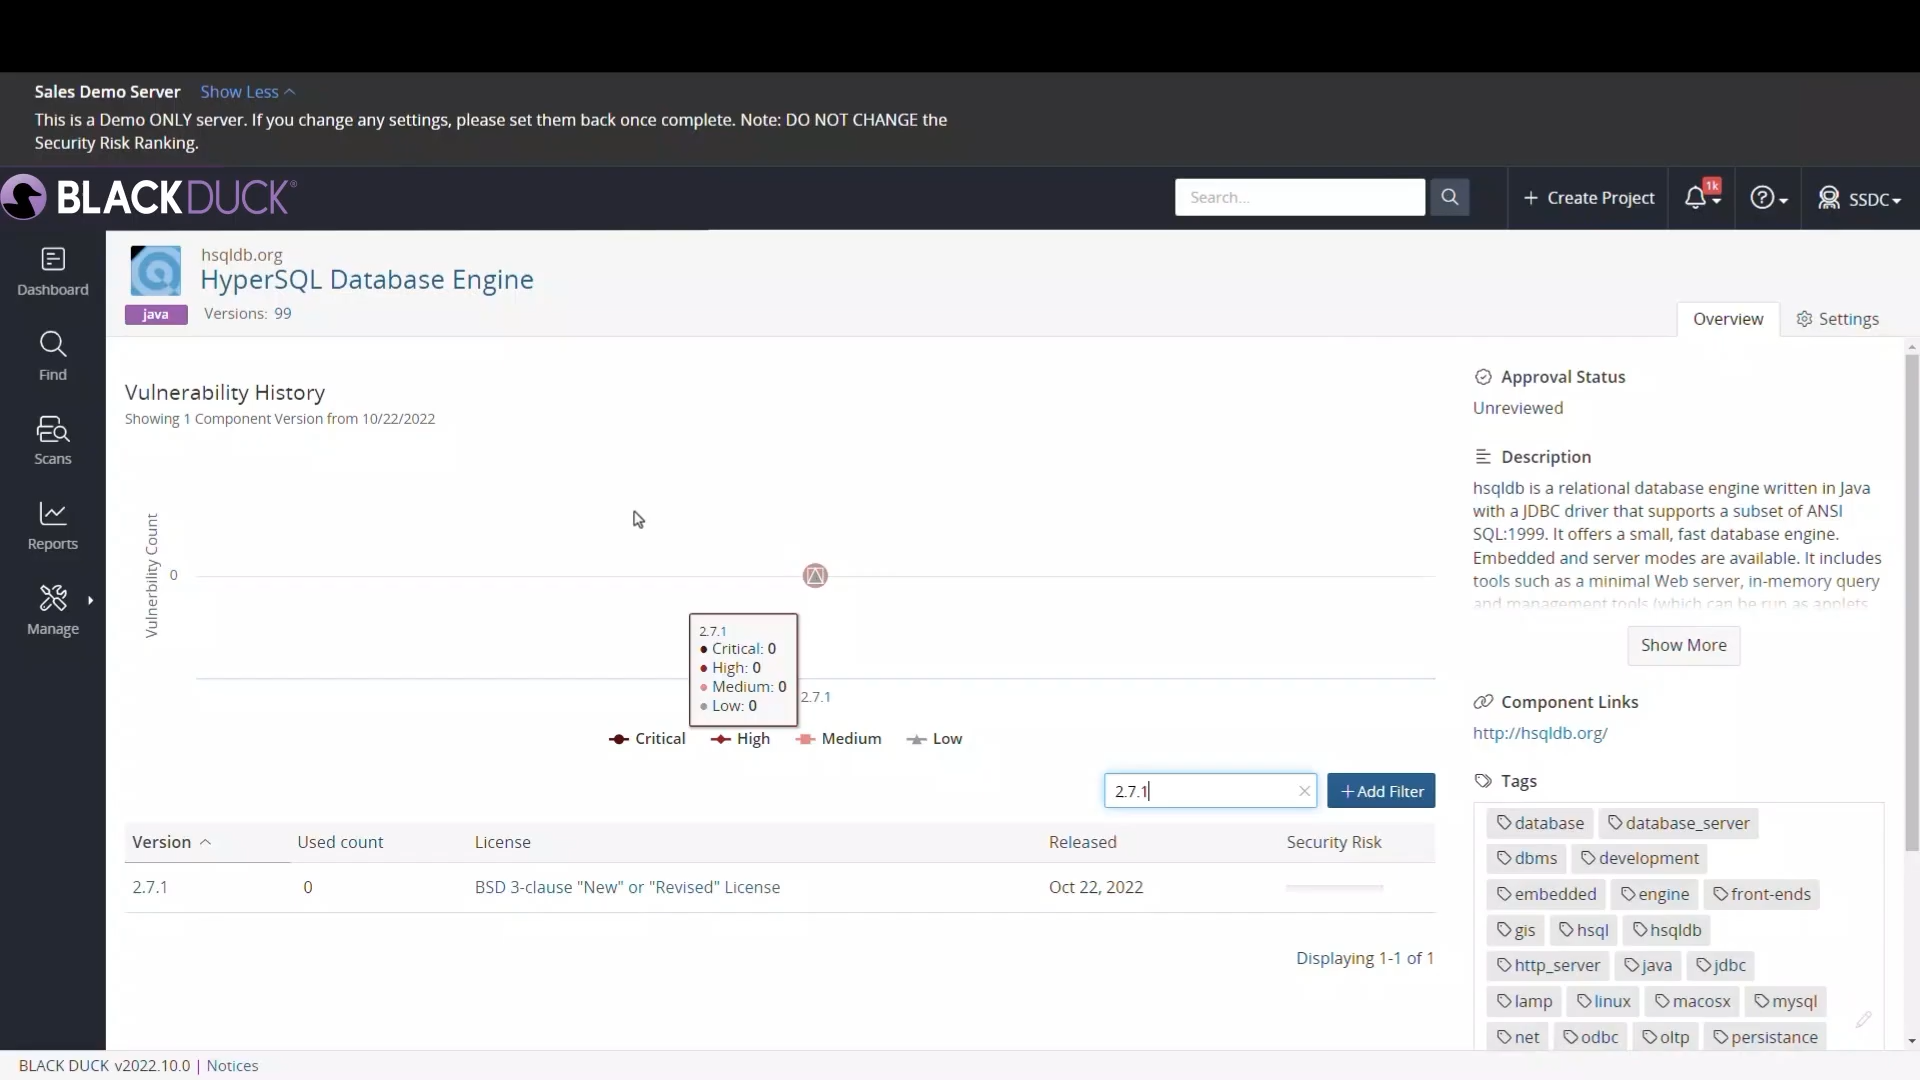 Sales Demo Server Show Less
This is a Demo ONLY server. If you change any settings, please set them back once complete. Note: DO NOT CHANGE the
Security Risk Ranking.
BLACKDUCK®
Search...
+ Create Project
1k
SSDC
Dashboard
Find
Scans
Reports
Manage
hsqldb.org
HyperSQL Database Engine
java Versions: 99
Overview Settings
Vulnerability History
Showing 1 Component Version from 10/22/2022
Vulnerbility Count
0
2.7.1
Critical: 0
High: 0
Medium: 0
Low: 0
2.7.1
Critical High Medium Low
2.7.1
+ Add Filter
Version Used count License Released Security Risk
2.7.1 0 BSD 3-clause "New" or "Revised" License Oct 22, 2022
Displaying 1-1 of 1
Approval Status
Unreviewed
Description
hsqldb is a relational database engine written in Java
with a JDBC driver that supports a subset of ANSI
SQL:1999. It offers a small, fast database engine.
Embedded and server modes are available. It includes
tools such as a minimal Web server, in-memory query
and management tools (which can be run as applets
Show More
Component Links
http://hsqldb.org/
Tags
database database_server
dbms development
embedded engine front-ends
gis hsql hsqldb
http_server java jdbc
lamp linux macosx mysql
net odbc oltp persistance
BLACK DUCK v2022.10.0 | Notices